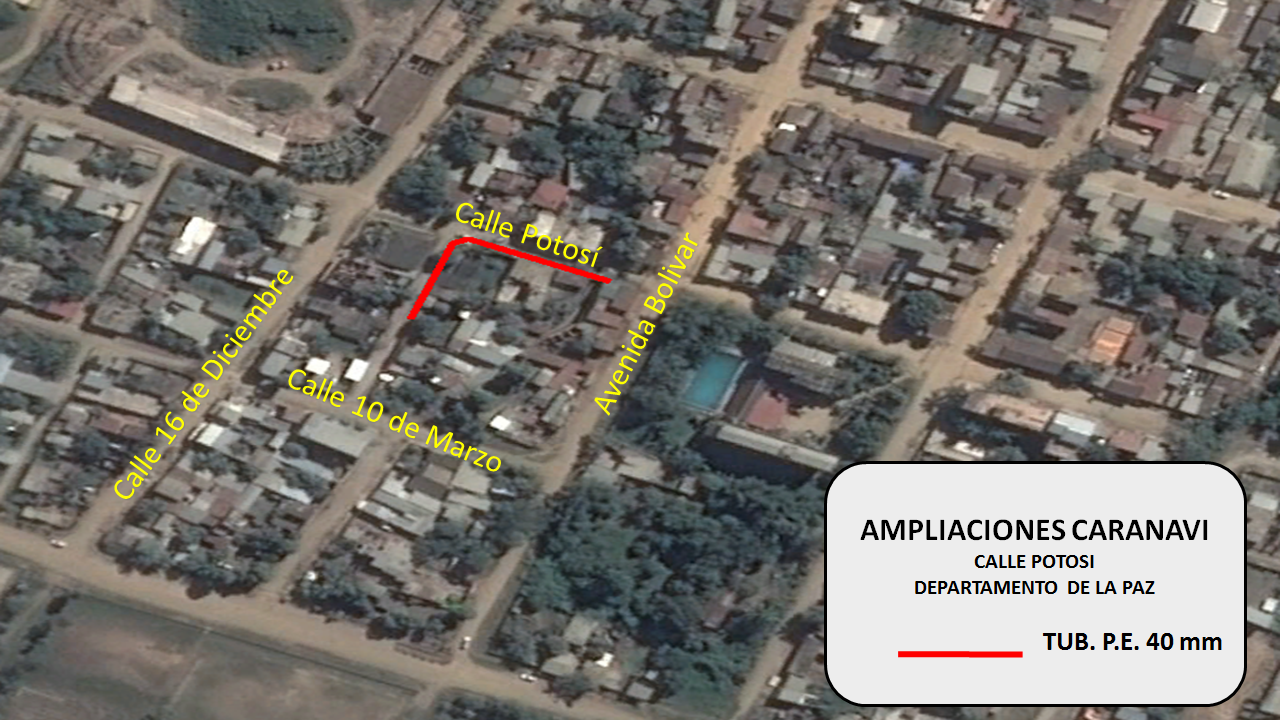 Calle Potosí
Avenida Bolivar
Calle 16 de Diciembre
Calle 10 de Marzo
AMPLIACIONES CARANAVI
CALLE POTOSI
DEPARTAMENTO DE LA PAZ
TUB. P.E. 40 mm